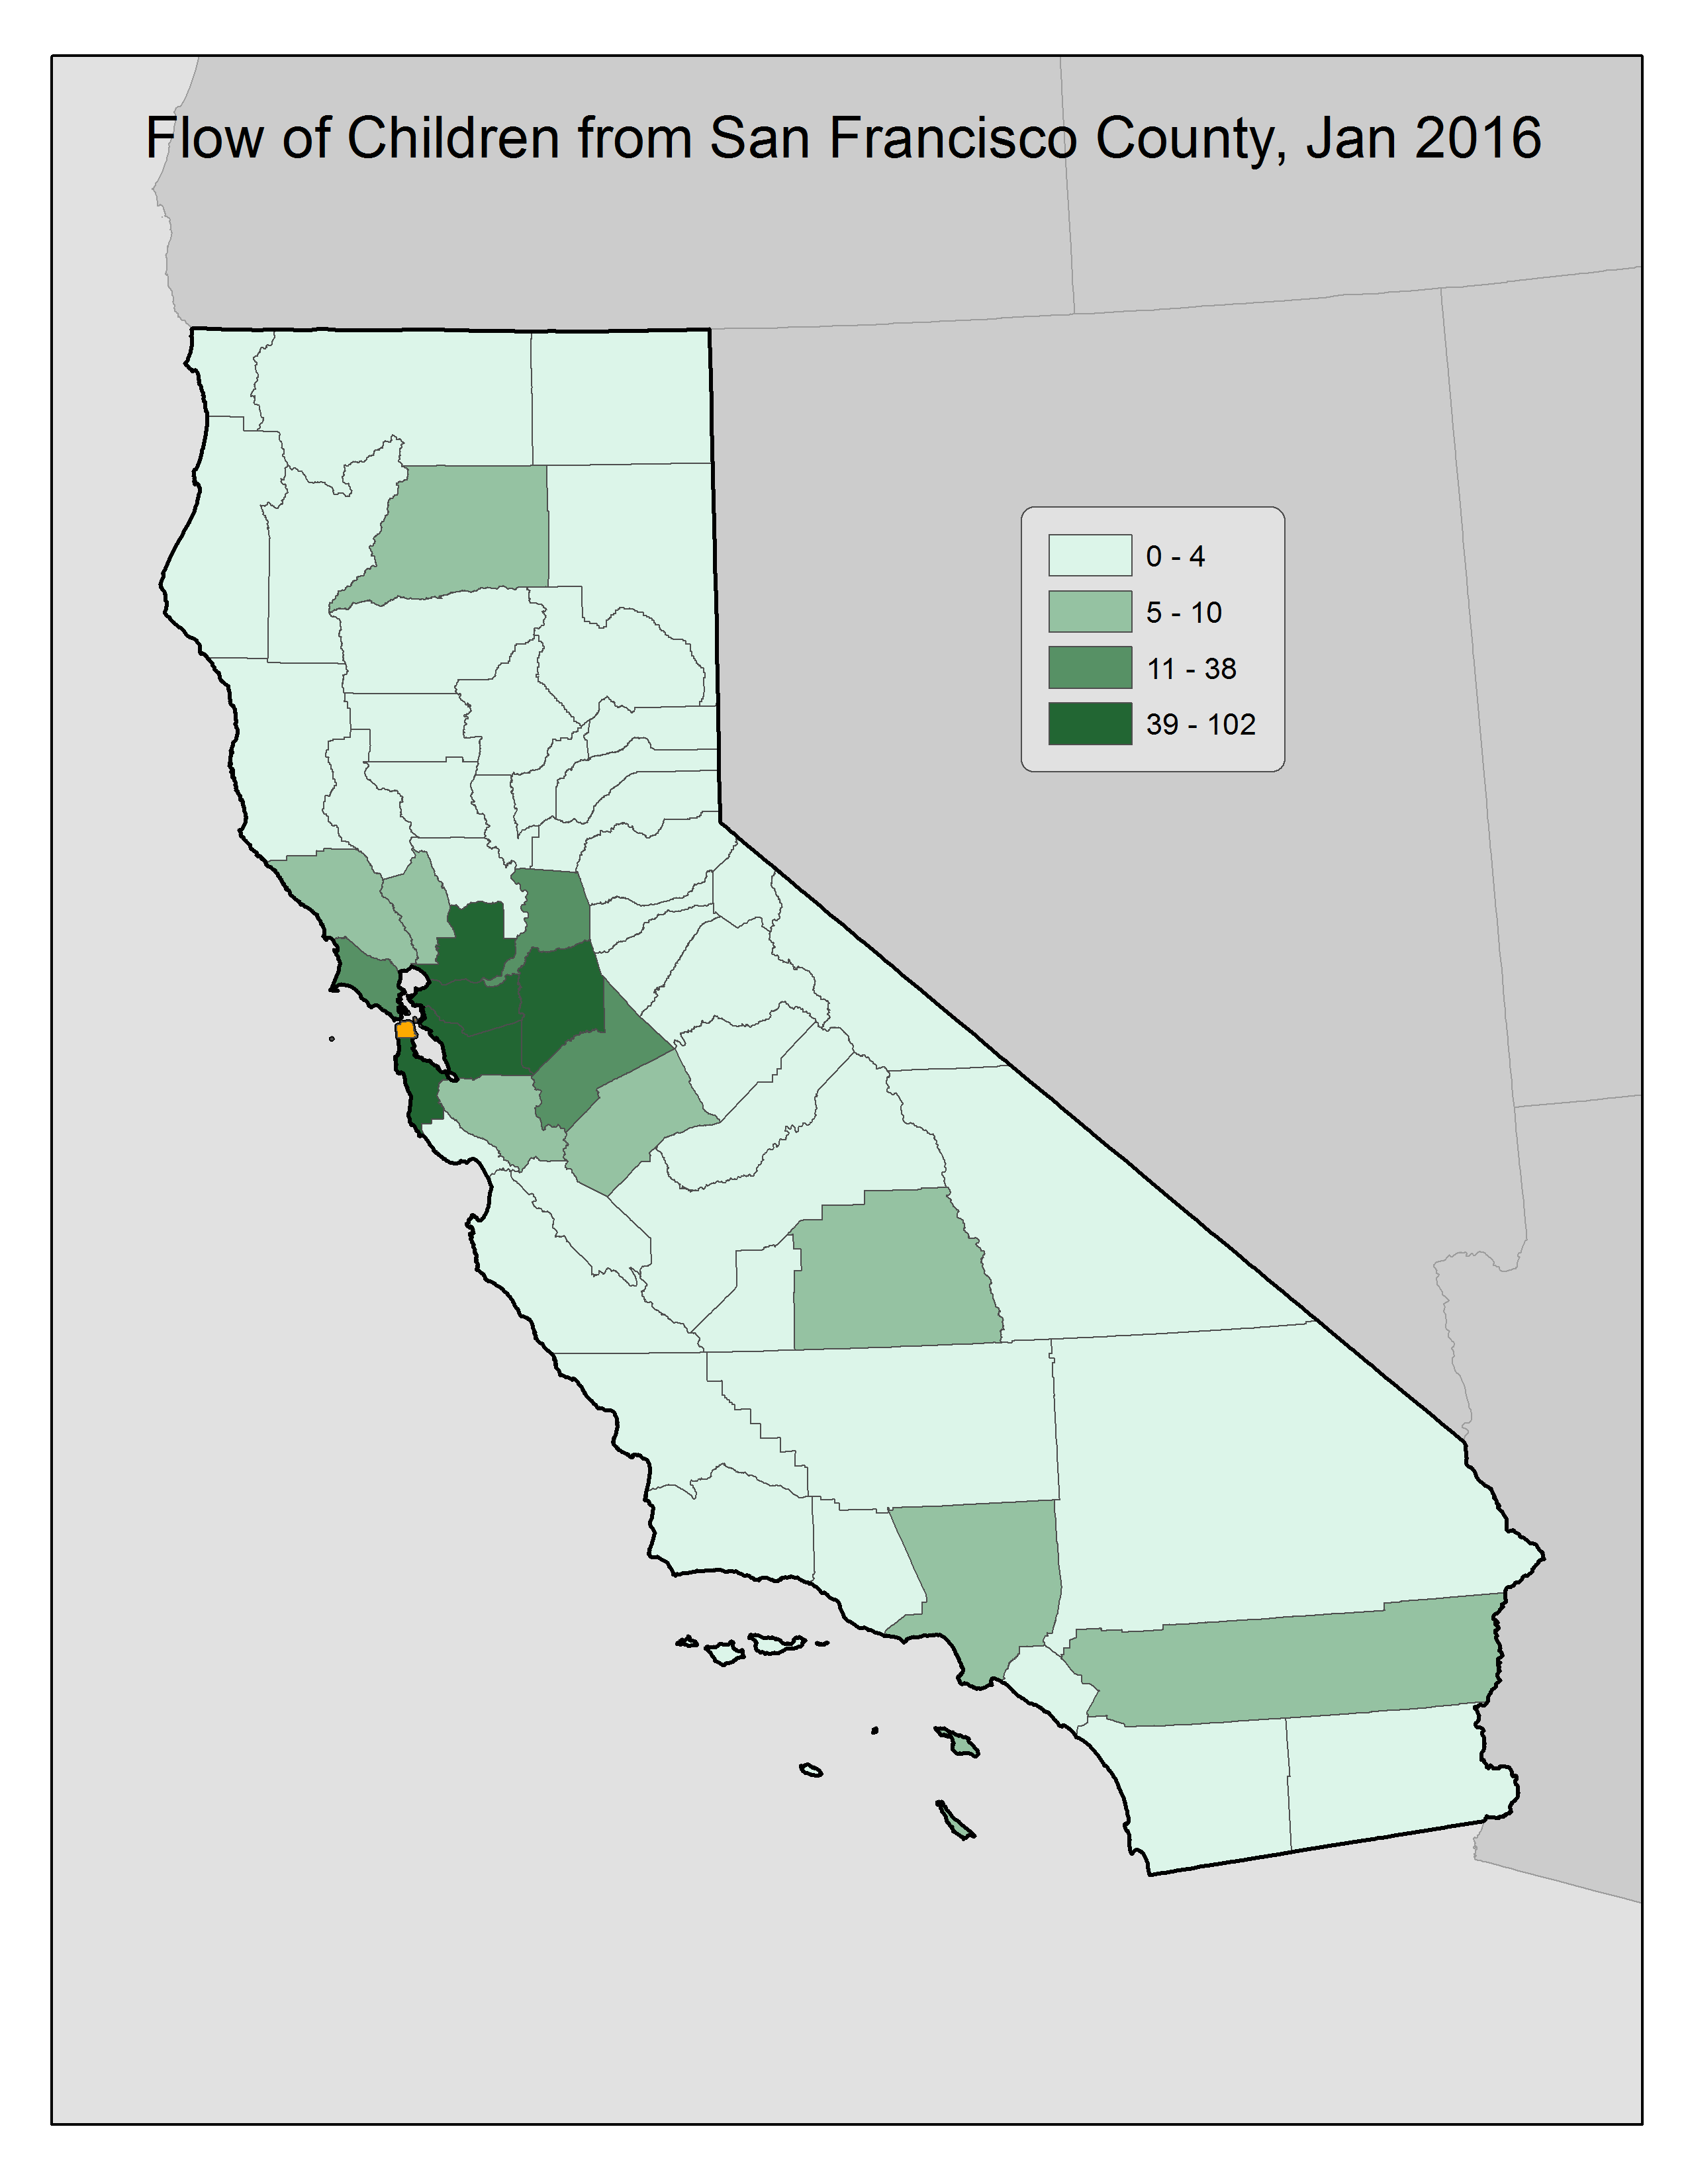 Flow of Children from San Francisco County, Jan 2016
0 - 4
5 - 10
11 - 38
39 - 102